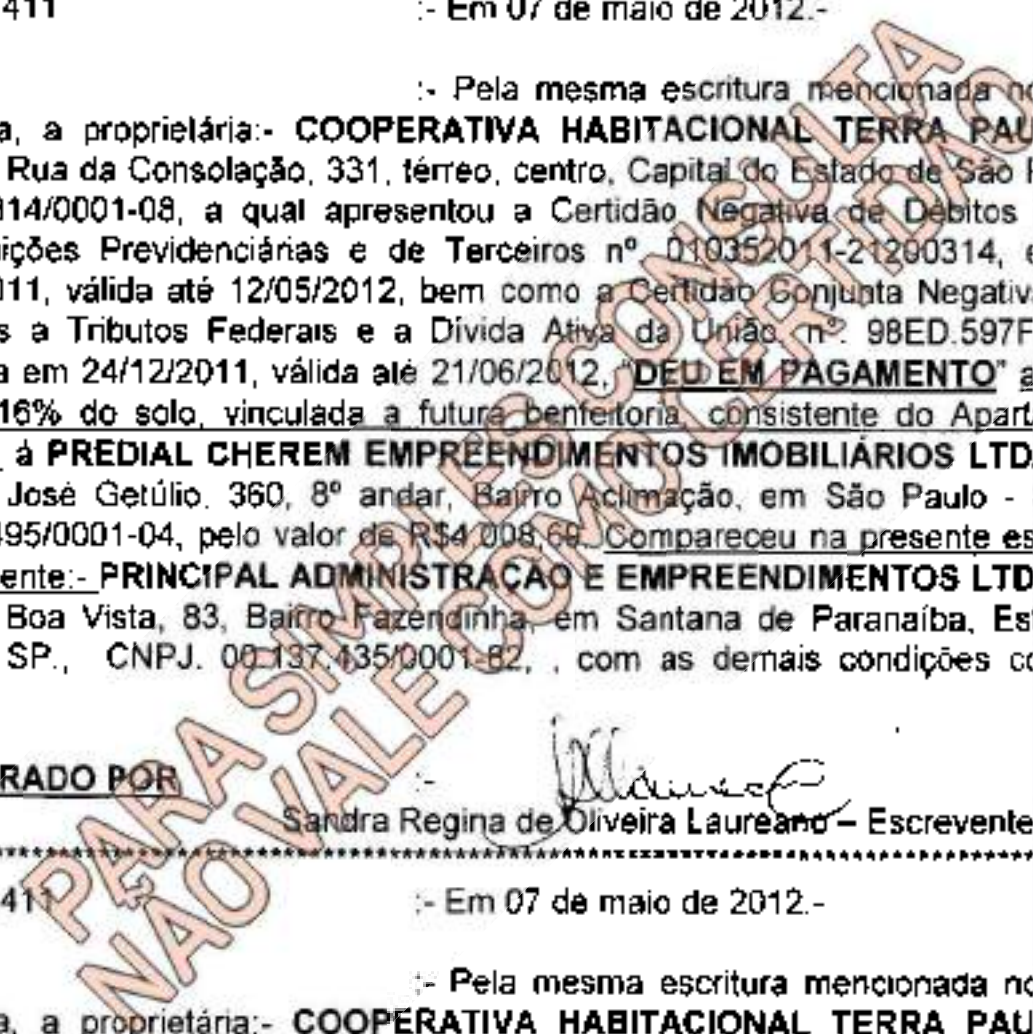 411 :- Em 07 de maio de 2012.-
:- Pela mesma escritura mencionada no
a, a proprietária:- COOPERATIVA HABITACIONAL TERRA PAU
Rua da Consolação, 331, térreo, centro, Capital do Estado de São P
314/0001-08, a qual apresentou a Certidão Negativa de Débitos
uições Previdenciárias e de Terceiros nº. 010352011-21290314, e
011, válida até 12/05/2012, bem como a Certidão Conjunta Negativ
s a Tributos Federais e a Dívida Ativa da União, nº. 98ED.597F
a em 24/12/2011, válida até 21/06/2012, "DEU EM PAGAMENTO" a
16% do solo, vinculada a futura benfeitoria, consistente do Apart
à PREDIAL CHEREM EMPREENDIMENTOS IMOBILIÁRIOS LTD
José Getúlio, 360, 8º andar, Bairro Aclimação, em São Paulo -
495/0001-04, pelo valor de R$4.008,69. Compareceu na presente es
ente:- PRINCIPAL ADMINISTRAÇÃO E EMPREENDIMENTOS LTD
Boa Vista, 83, Bairro Fazendinha, em Santana de Paranaíba, Es
SP., CNPJ. 00.137.435/0001-82, , com as demais condições co
RADO POR :-
Sandra Regina de Oliveira Laureano – Escrevente
411 :- Em 07 de maio de 2012.-
:- Pela mesma escritura mencionada no
a, a proprietária:- COOPERATIVA HABITACIONAL TERRA PAU
PARA SIMPLES CONSULTA
NÃO VALE COMO CERTIDÃO